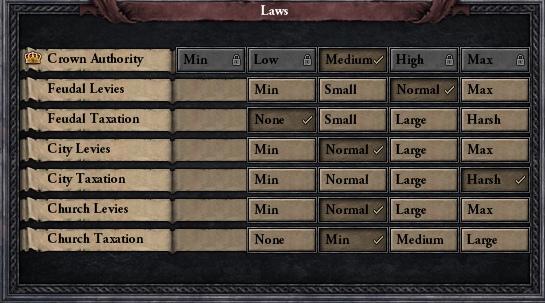 Laws
Crown Authority Min Low Medium High Max
Feudal Levies Min Small Normal Max
Feudal Taxation None Small Large Harsh
City Levies Min Normal Large Max
City Taxation Min Normal Large Harsh
Church Levies Min Normal Large Max
Church Taxation None Min Medium Large